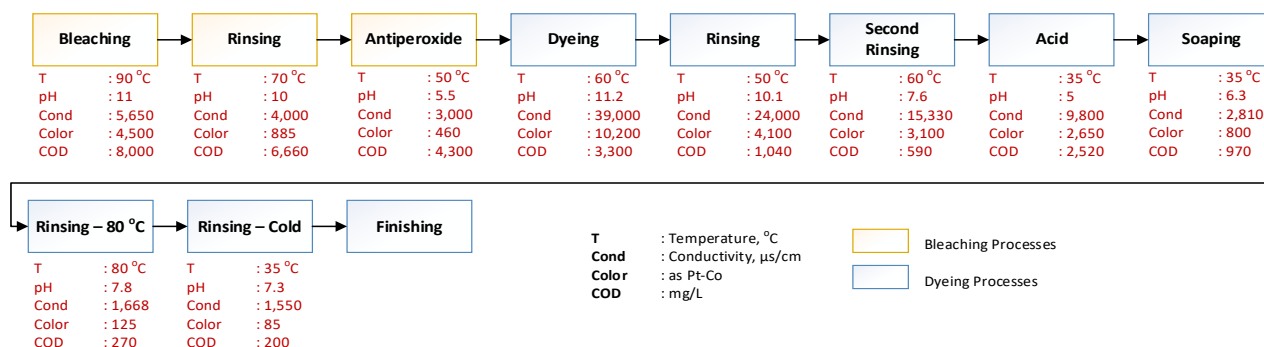 Bleaching
T : 90 °C
pH : 11
Cond : 5,650
Color : 4,500
COD : 8,000
Rinsing
T : 70 °C
pH : 10
Cond : 4,000
Color : 885
COD : 6,660
Antiperoxide
T : 50 °C
pH : 5.5
Cond : 3,000
Color : 460
COD : 4,300
Dyeing
T : 60 °C
pH : 11.2
Cond : 39,000
Color : 10,200
COD : 3,300
Rinsing
T : 50 °C
pH : 10.1
Cond : 24,000
Color : 4,100
COD : 1,040
Second
Rinsing
T : 60 °C
pH : 7.6
Cond : 15,330
Color : 3,100
COD : 590
Acid
T : 35 °C
pH : 5
Cond : 9,800
Color : 2,650
COD : 2,520
Soaping
T : 35 °C
pH : 6.3
Cond : 2,810
Color : 800
COD : 970
Rinsing – 80 °C
T : 80 °C
pH : 7.8
Cond : 1,668
Color : 125
COD : 270
Rinsing – Cold
T : 35 °C
pH : 7.3
Cond : 1,550
Color : 85
COD : 200
Finishing
T : Temperature, °C
Cond : Conductivity, µs/cm
Color : as Pt-Co
COD : mg/L
Bleaching Processes
Dyeing Processes